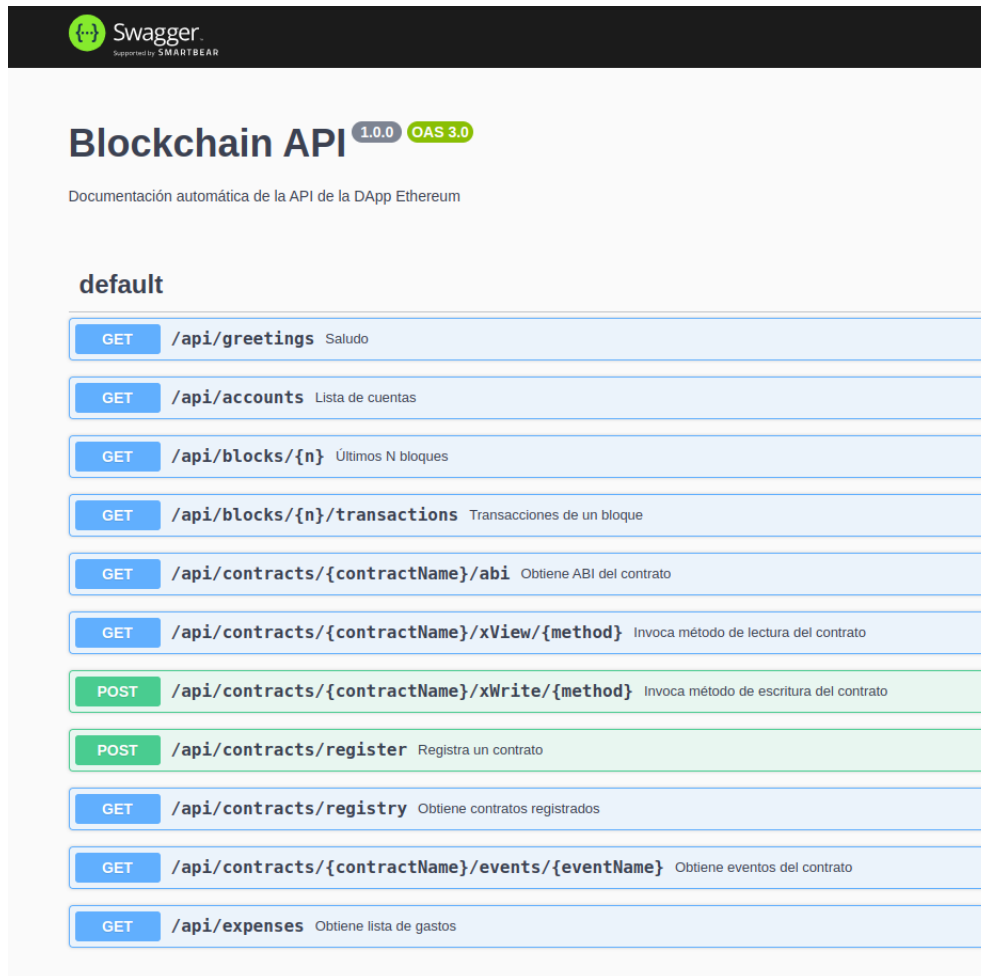 {··} Swagger.
Supported by SMARTBEAR
Blockchain API 1.0.0 OAS 3.0
Documentación automática de la API de la DApp Ethereum
default
GET /api/greetings Saludo
GET /api/accounts Lista de cuentas
GET /api/blocks/{n} Últimos N bloques
GET /api/blocks/{n}/transactions Transacciones de un bloque
GET /api/contracts/{contractName}/abi Obtiene ABI del contrato
GET /api/contracts/{contractName}/xView/{method} Invoca método de lectura del contrato
POST /api/contracts/{contractName}/xWrite/{method} Invoca método de escritura del contrato
POST /api/contracts/register Registra un contrato
GET /api/contracts/registry Obtiene contratos registrados
GET /api/contracts/{contractName}/events/{eventName} Obtiene eventos del contrato
GET /api/expenses Obtiene lista de gastos